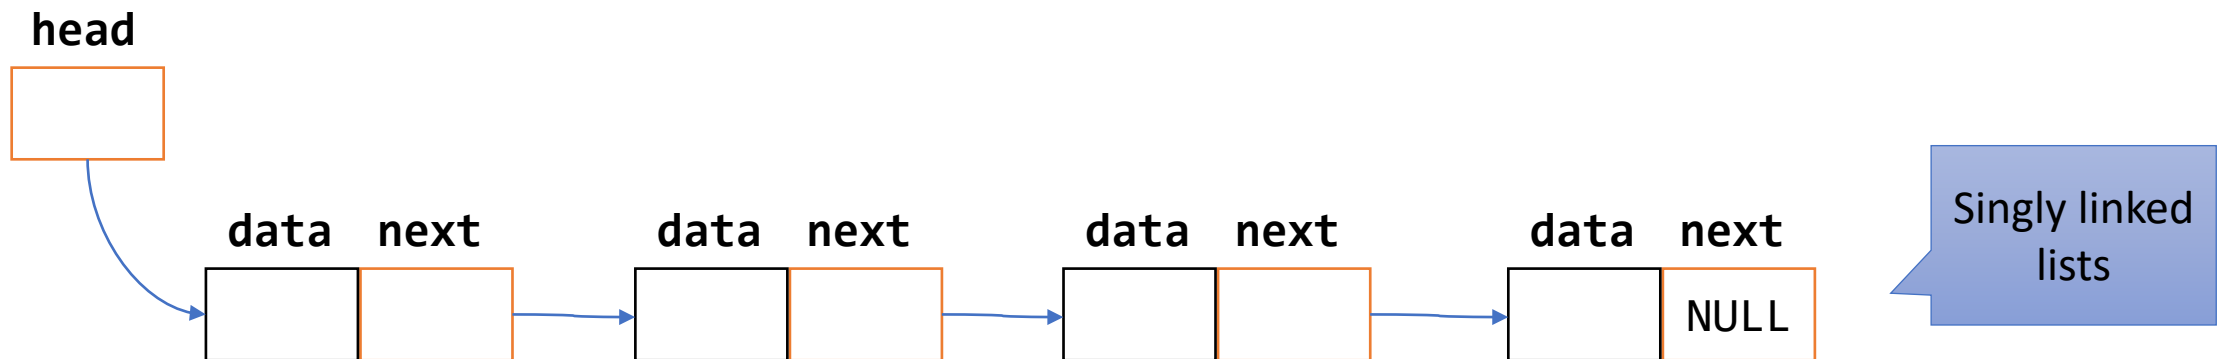 head
data next data next data next data next
NULL
Singly linked
lists